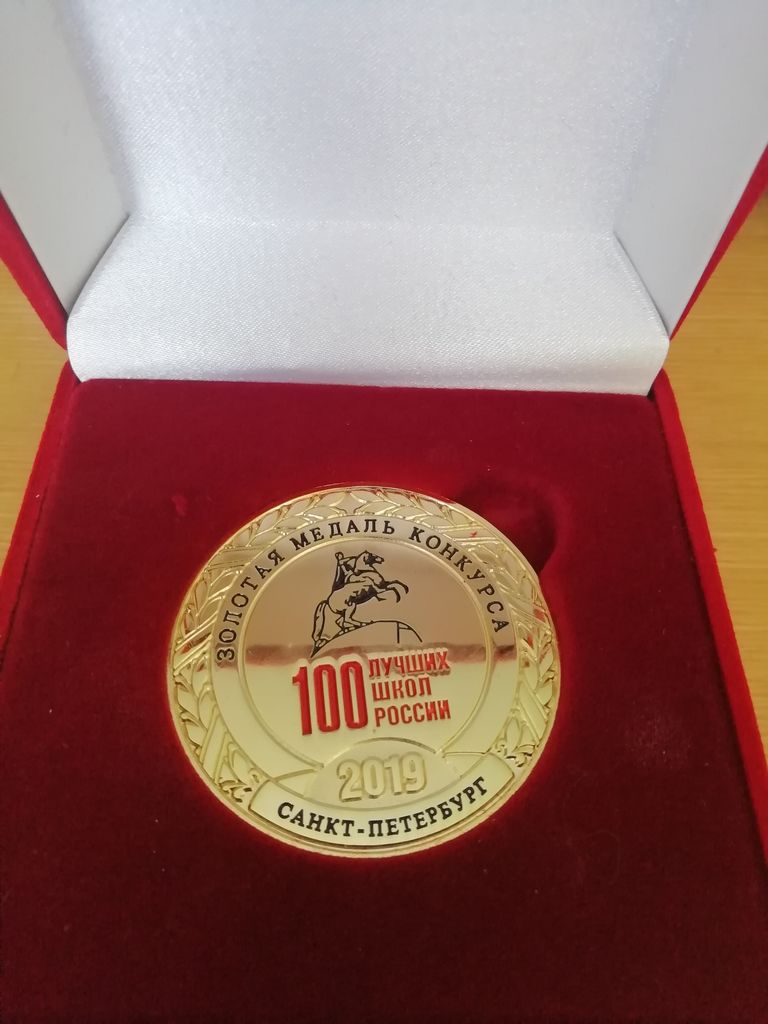 ЗОЛОТАЯ МЕДАЛЬ КОНКУРСА
100 ЛУЧШИХ
ШКОЛ
РОССИИ
2019
САНКТ-ПЕТЕРБУРГ